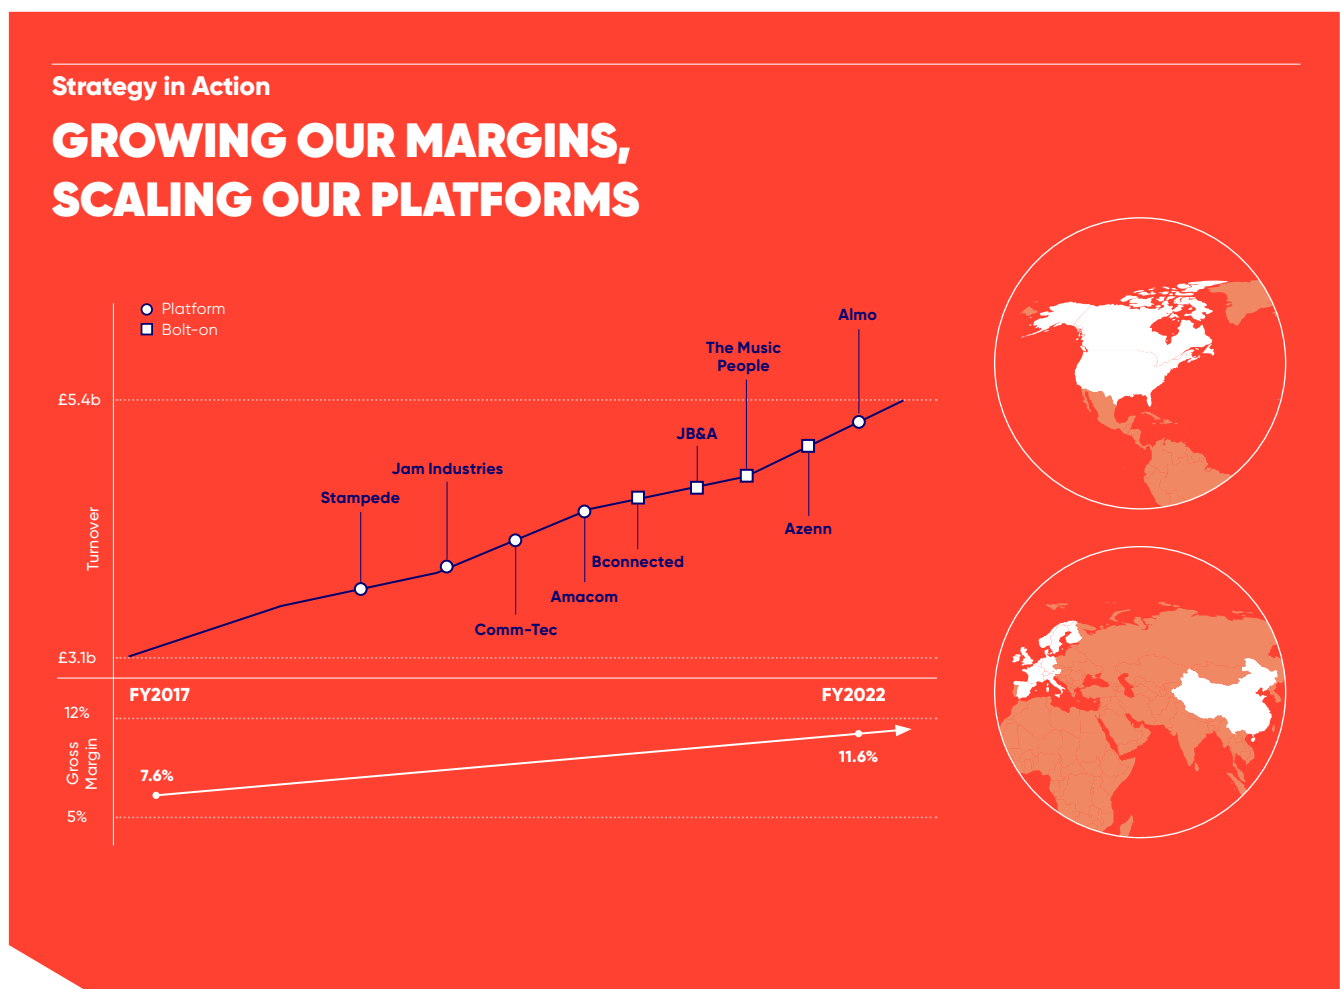 Strategy in Action
GROWING OUR MARGINS,
SCALING OUR PLATFORMS
Platform
Bolt-on
Almo
The Music
People
£5.4b
JB&A
Jam Industries
Stampede
Azenn
Turnover
Bconnected
Amacom
Comm-Tec
£3.1b
FY2017
FY2022
12%
Gross
Margin
7.6%
11.6%
5%